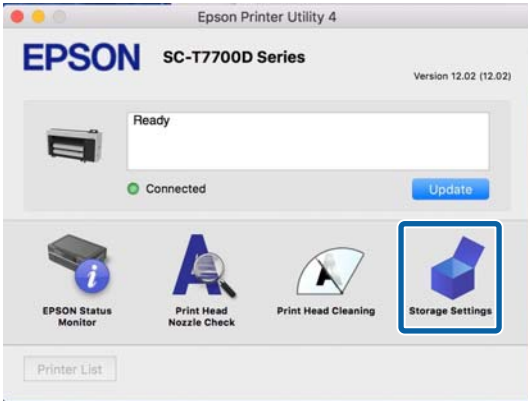 Epson Printer Utility 4
EPSON SC-T7700D Series
Version 12.02 (12.02)
Ready
Connected
Update
EPSON Status
Monitor
Print Head
Nozzle Check
Print Head Cleaning
Storage Settings
Printer List